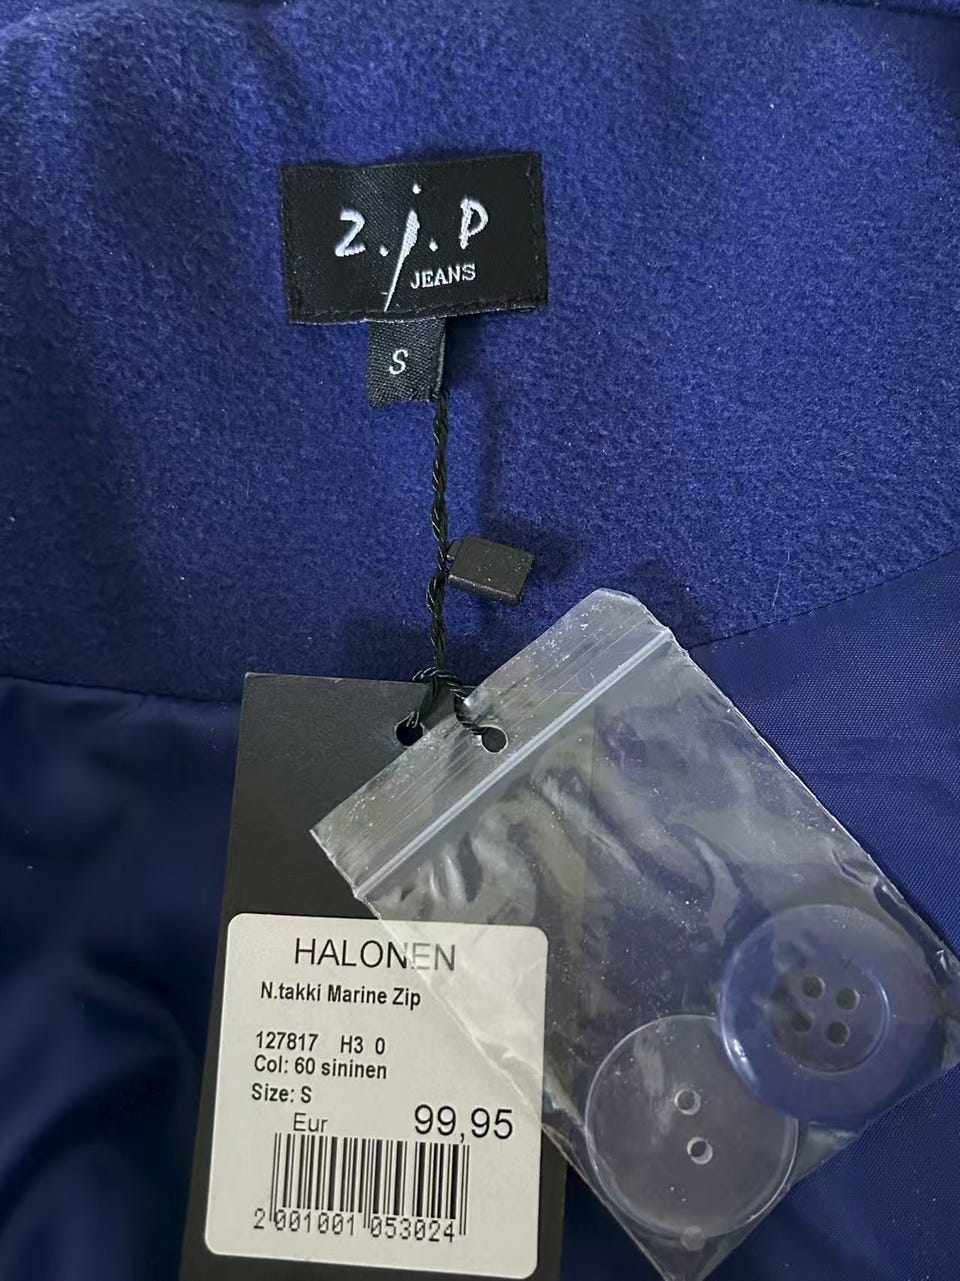 z.i.p
JEANS
S
HALONEN
N.takki Marine Zip
127817 H3 0
Col: 60 sininen
Size: S
Eur 99,95
2 001001 053024